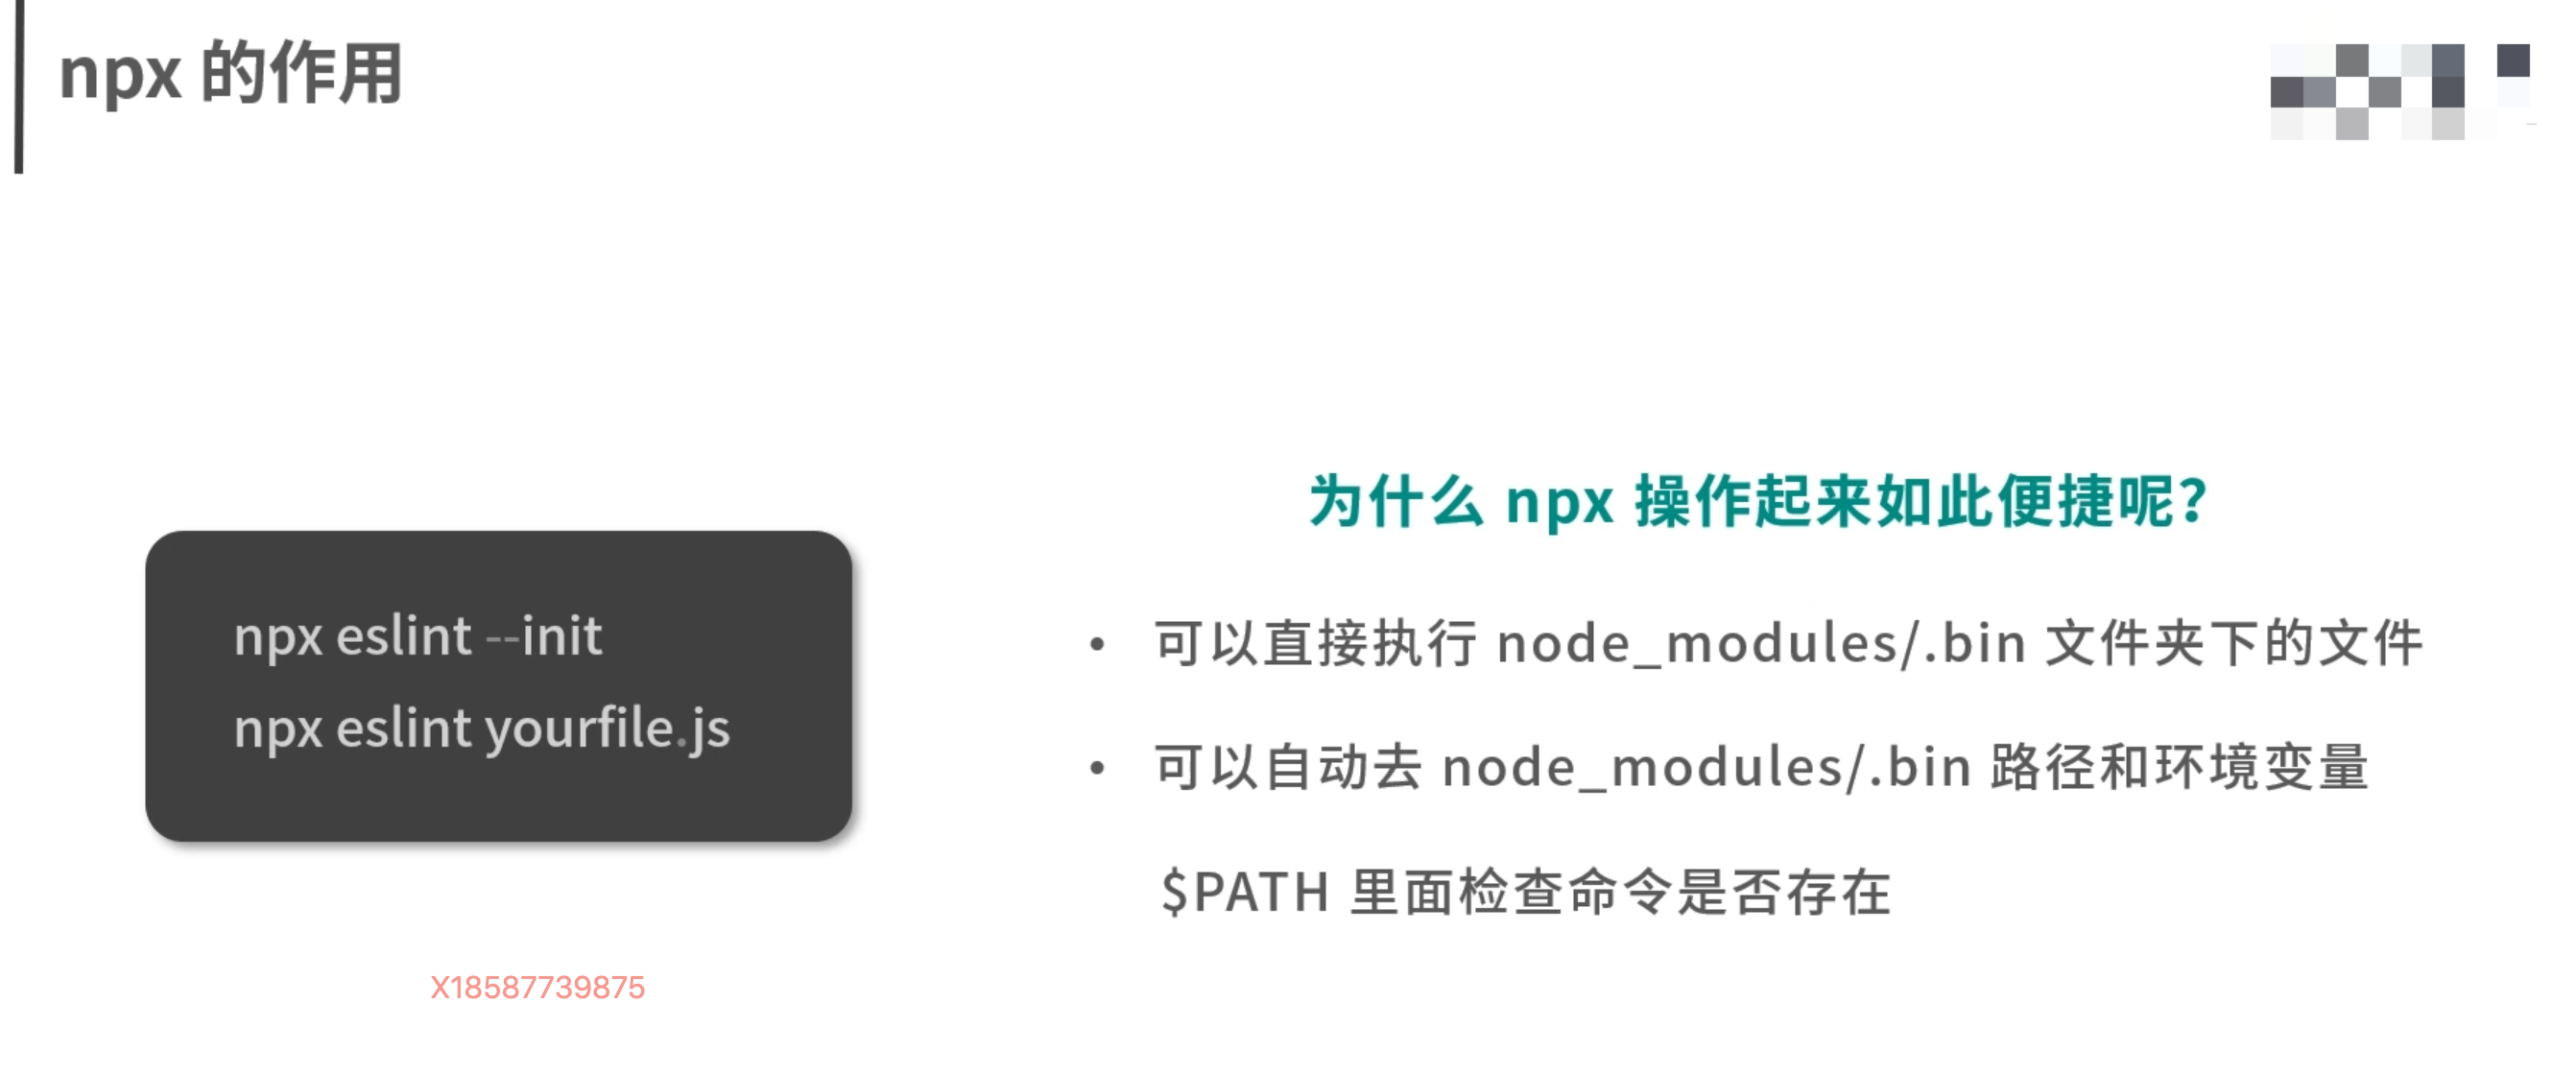 npx 的作用
npx eslint --init
npx eslint yourfile.js
为什么 npx 操作起来如此便捷呢？
• 可以直接执行 node_modules/.bin 文件夹下的文件
• 可以自动去 node_modules/.bin 路径和环境变量
$PATH 里面检查命令是否存在
X18587739875